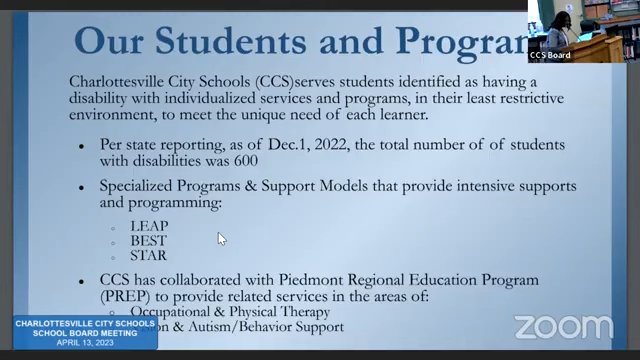 Our Students and Program
CCS Board
Charlottesville City Schools (CCS)serves students identified as having a
disability with individualized services and programs, in their least restrictive
environment, to meet the unique need of each learner.
Per state reporting, as of Dec.1, 2022, the total number of of students
with disabilities was 600
Specialized Programs & Support Models that provide intensive supports
and programming:
LEAP
BEST
STAR
CCS has collaborated with Piedmont Regional Education Program
(PREP) to provide related services in the areas of:
Occupational & Physical Therapy
& Autism/Behavior Support
CHARLOTTESVILLE CITY SCHOOLS
SCHOOL BOARD MEETING
APRIL 13, 2023
zoom